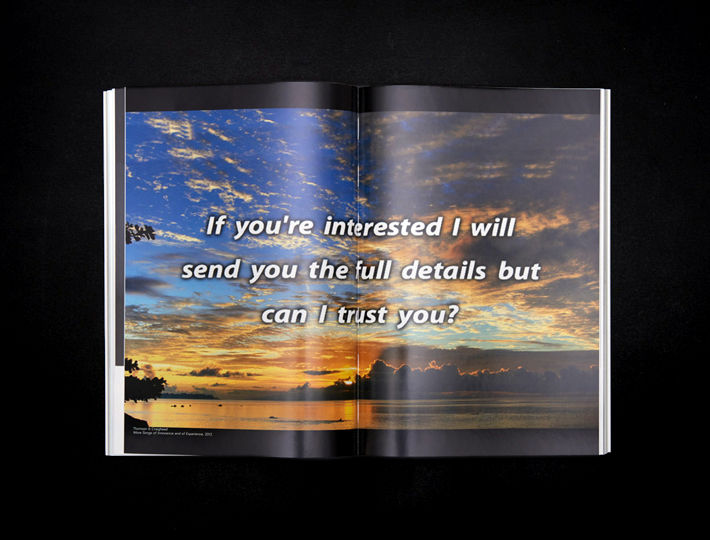 If you're interested I will
send you the full details but
can I trust you?
Thomson & Craighead
More Songs of Innocence and of Experience, 2012